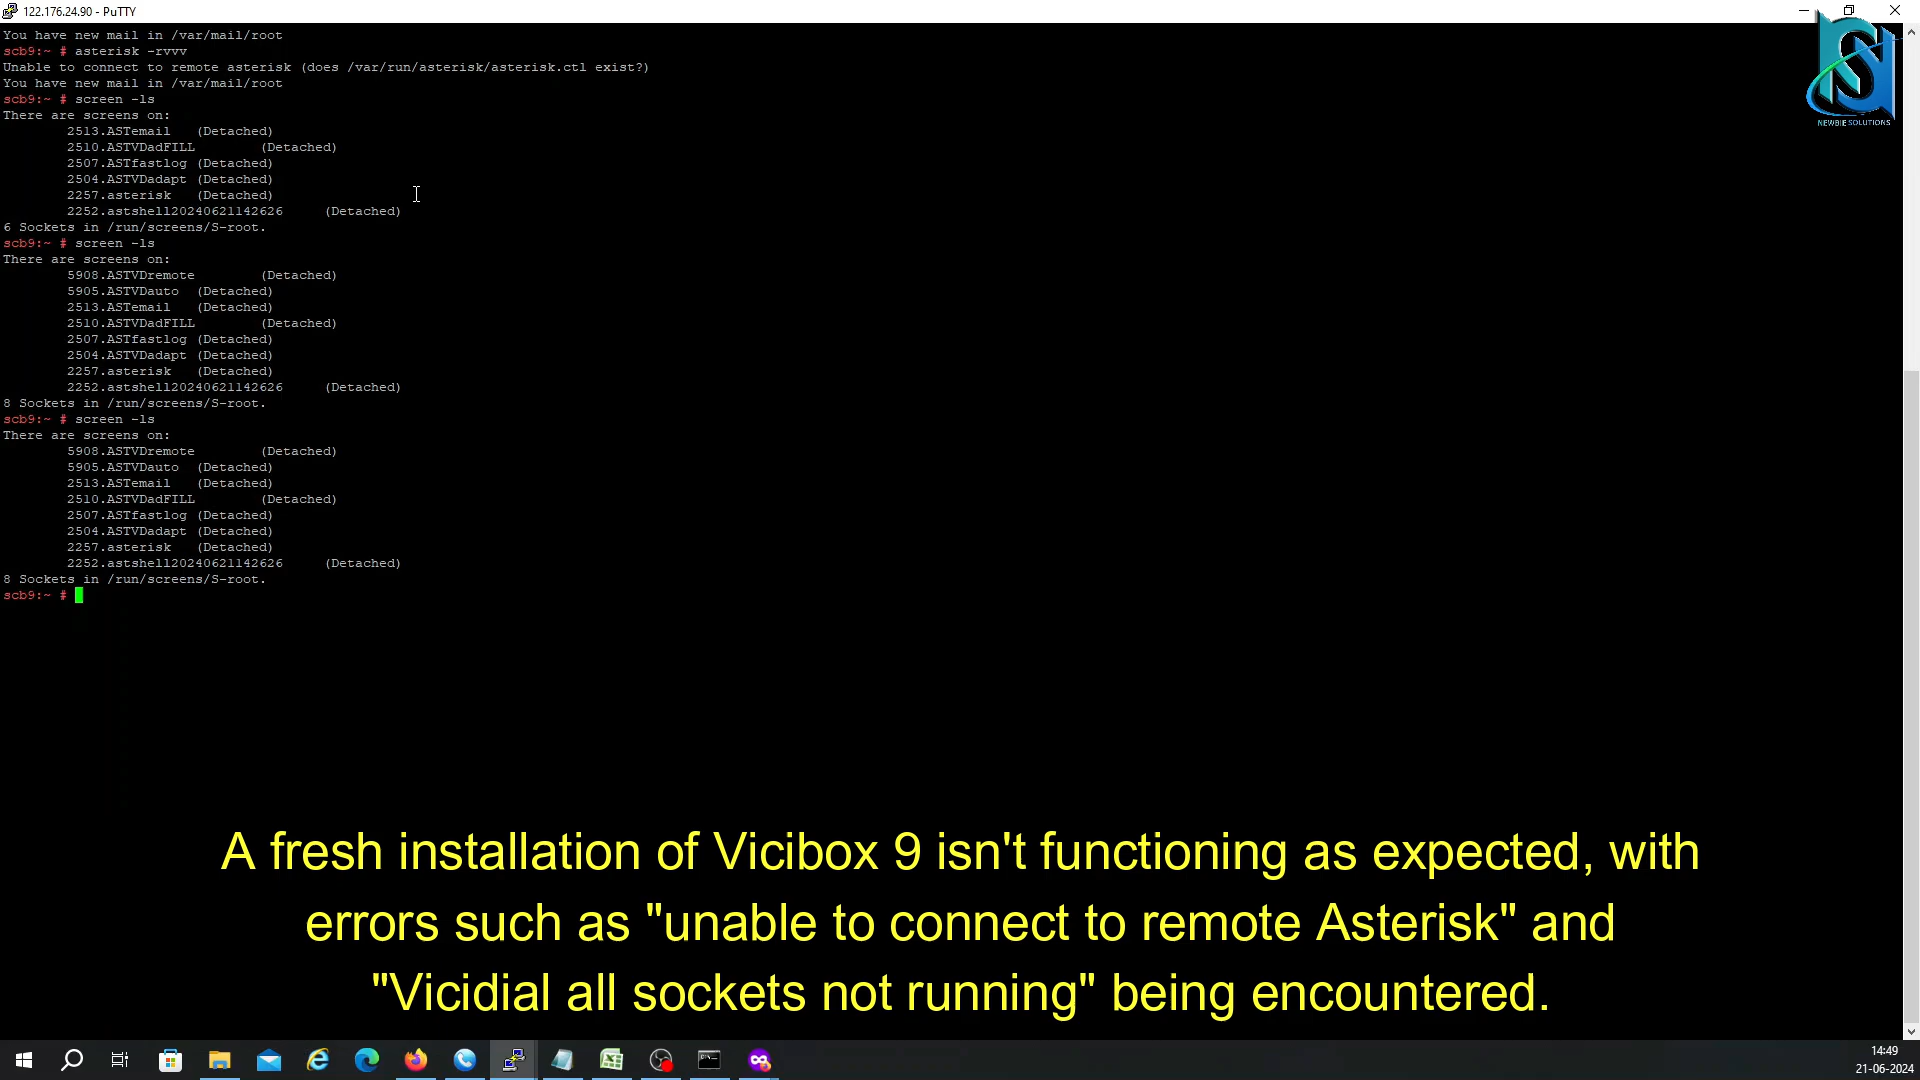 122.176.24.90 - PuTTY
You have new mail in /var/mail/root
scb9:~ # asterisk -rvvv
Unable to connect to remote asterisk (does /var/run/asterisk/asterisk.ctl exist?)
You have new mail in /var/mail/root
scb9:~ # screen -ls
There are screens on:
2513.ASTemail (Detached)
2510.ASTVDadFILL (Detached)
2507.ASTfastlog (Detached)
2504.ASTVDadapt (Detached)
2257.asterisk (Detached)
2252.astshell20240621142626 (Detached)
6 Sockets in /run/screens/S-root.
scb9:~ # screen -ls
There are screens on:
5908.ASTVDremote (Detached)
5905.ASTVDauto (Detached)
2513.ASTemail (Detached)
2510.ASTVDadFILL (Detached)
2507.ASTfastlog (Detached)
2504.ASTVDadapt (Detached)
2257.asterisk (Detached)
2252.astshell20240621142626 (Detached)
8 Sockets in /run/screens/S-root.
scb9:~ # screen -ls
There are screens on:
5908.ASTVDremote (Detached)
5905.ASTVDauto (Detached)
2513.ASTemail (Detached)
2510.ASTVDadFILL (Detached)
2507.ASTfastlog (Detached)
2504.ASTVDadapt (Detached)
2257.asterisk (Detached)
2252.astshell20240621142626 (Detached)
8 Sockets in /run/screens/S-root.
scb9:~ #
NEWBIE SOLUTIONS
A fresh installation of Vicibox 9 isn't functioning as expected, with
errors such as "unable to connect to remote Asterisk" and
"Vicidial all sockets not running" being encountered.
14:49
21-06-2024